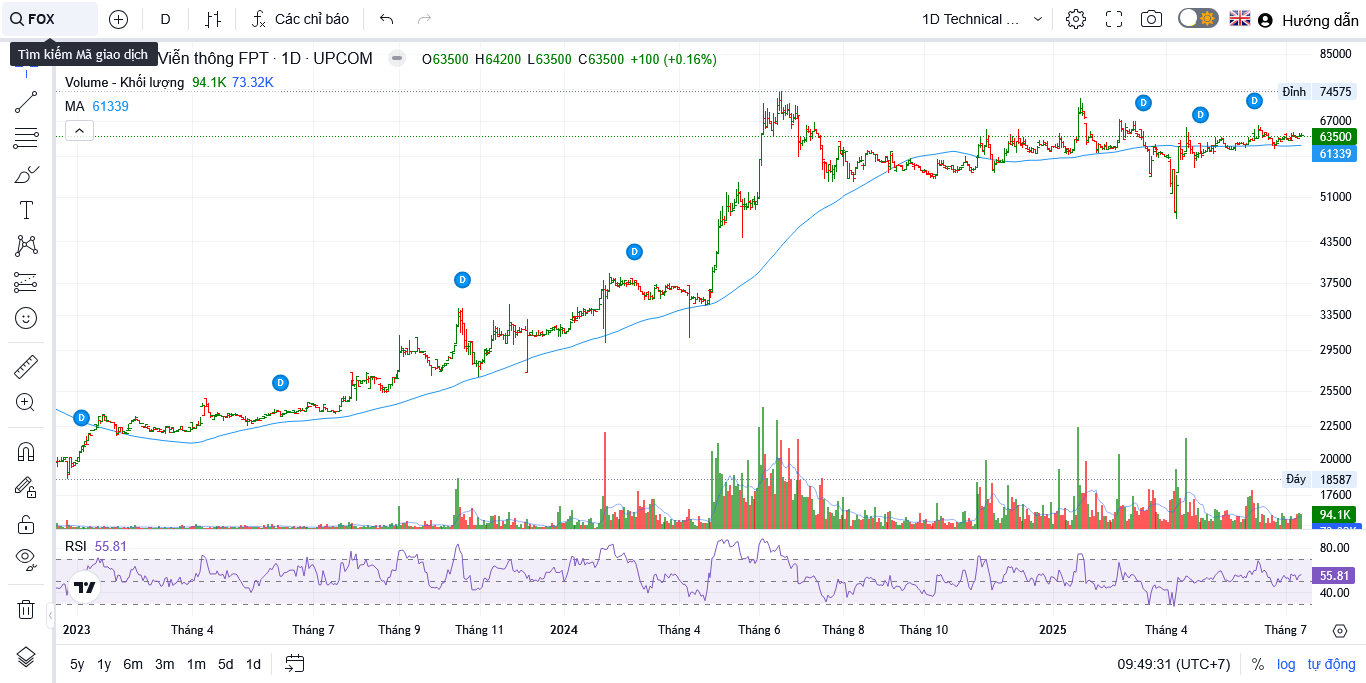 FOX
D
Các chỉ báo
1D Technical ...
Hướng dẫn
Tìm kiếm Mã giao dịch
Viễn thông FPT · 1D · UPCOM
O63500 H64200 L63500 C63500 +100 (+0.16%)
Volume - Khối lượng 94.1K 73.32K
MA 61339
85000
Đỉnh 74575
67000
63500
61339
51000
43500
37500
33500
29500
25500
22500
20000
Đáy 18587
17600
94.1K
D
D
D
D
D
D
D
RSI 55.81
80.00
55.81
40.00
2023 Tháng 4 Tháng 7 Tháng 9 Tháng 11 2024 Tháng 4 Tháng 6 Tháng 8 Tháng 10 2025 Tháng 4 Tháng 7
5y 1y 6m 3m 1m 5d 1d
09:49:31 (UTC+7) % log tự động